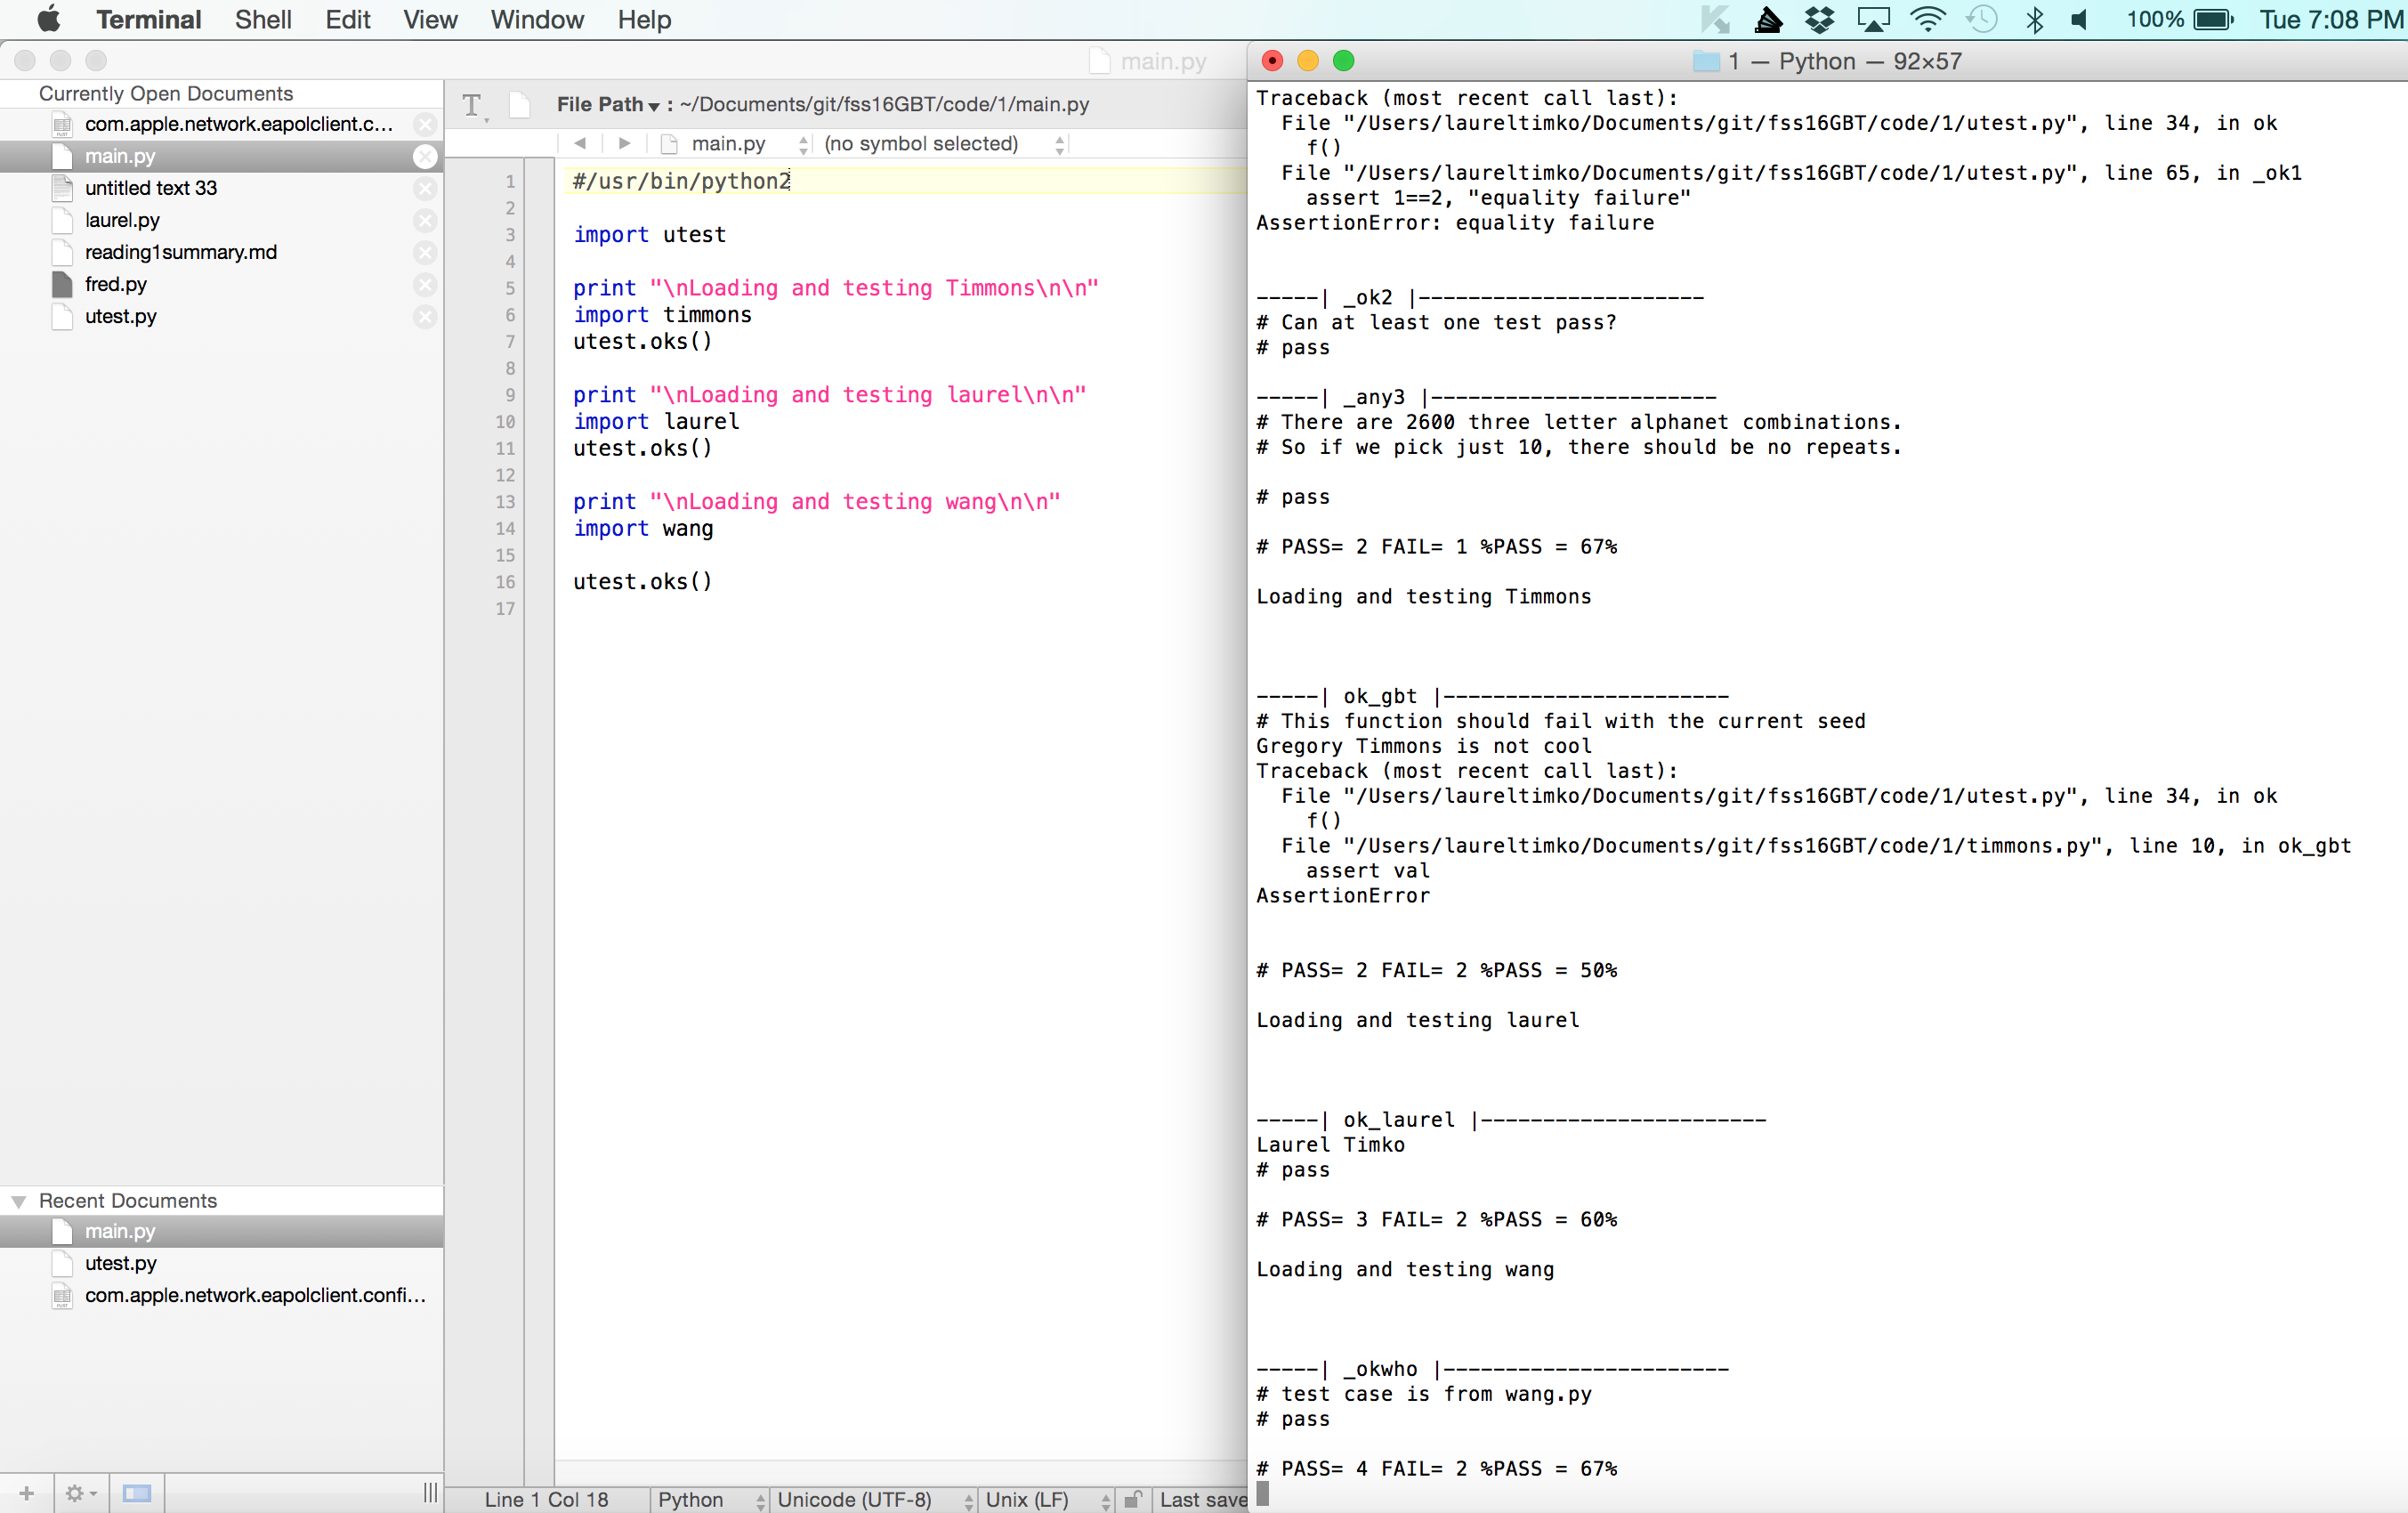 Terminal Shell Edit View Window Help 100% Tue 7:08 PM
main.py
Currently Open Documents
com.apple.network.eapolclient.c...
main.py
untitled text 33
laurel.py
reading1summary.md
fred.py
utest.py
Recent Documents
main.py
utest.py
com.apple.network.eapolclient.confi...
File Path : ~/Documents/git/fss16GBT/code/1/main.py
main.py (no symbol selected)
1 #/usr/bin/python2
2
3 import utest
4
5 print "\nLoading and testing Timmons\n\n"
6 import timmons
7 utest.oks()
8
9 print "\nLoading and testing laurel\n\n"
10 import laurel
11 utest.oks()
12
13 print "\nLoading and testing wang\n\n"
14 import wang
15
16 utest.oks()
17
Line 1 Col 18 Python Unicode (UTF-8) Unix (LF) Last save
1 — Python — 92×57
Traceback (most recent call last):
  File "/Users/laureltimko/Documents/git/fss16GBT/code/1/utest.py", line 34, in ok
    f()
  File "/Users/laureltimko/Documents/git/fss16GBT/code/1/utest.py", line 65, in _ok1
    assert 1==2, "equality failure"
AssertionError: equality failure
-----| _ok2 |-----------------------
# Can at least one test pass?
# pass
-----| _any3 |-----------------------
# There are 2600 three letter alphanet combinations.
# So if we pick just 10, there should be no repeats.
# pass
# PASS= 2 FAIL= 1 %PASS = 67%
Loading and testing Timmons
-----| ok_gbt |-----------------------
# This function should fail with the current seed
Gregory Timmons is not cool
Traceback (most recent call last):
  File "/Users/laureltimko/Documents/git/fss16GBT/code/1/utest.py", line 34, in ok
    f()
  File "/Users/laureltimko/Documents/git/fss16GBT/code/1/timmons.py", line 10, in ok_gbt
    assert val
AssertionError
# PASS= 2 FAIL= 2 %PASS = 50%
Loading and testing laurel
-----| ok_laurel |-----------------------
Laurel Timko
# pass
# PASS= 3 FAIL= 2 %PASS = 60%
Loading and testing wang
-----| _okwho |-----------------------
# test case is from wang.py
# pass
# PASS= 4 FAIL= 2 %PASS = 67%